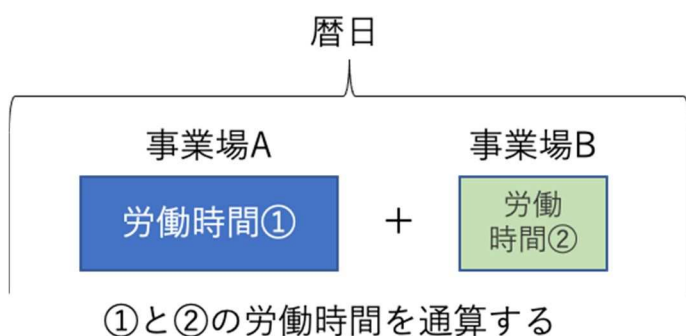 暦日
事業場A
事業場B
労働時間①
+
労働
時間②
①と②の労働時間を通算する